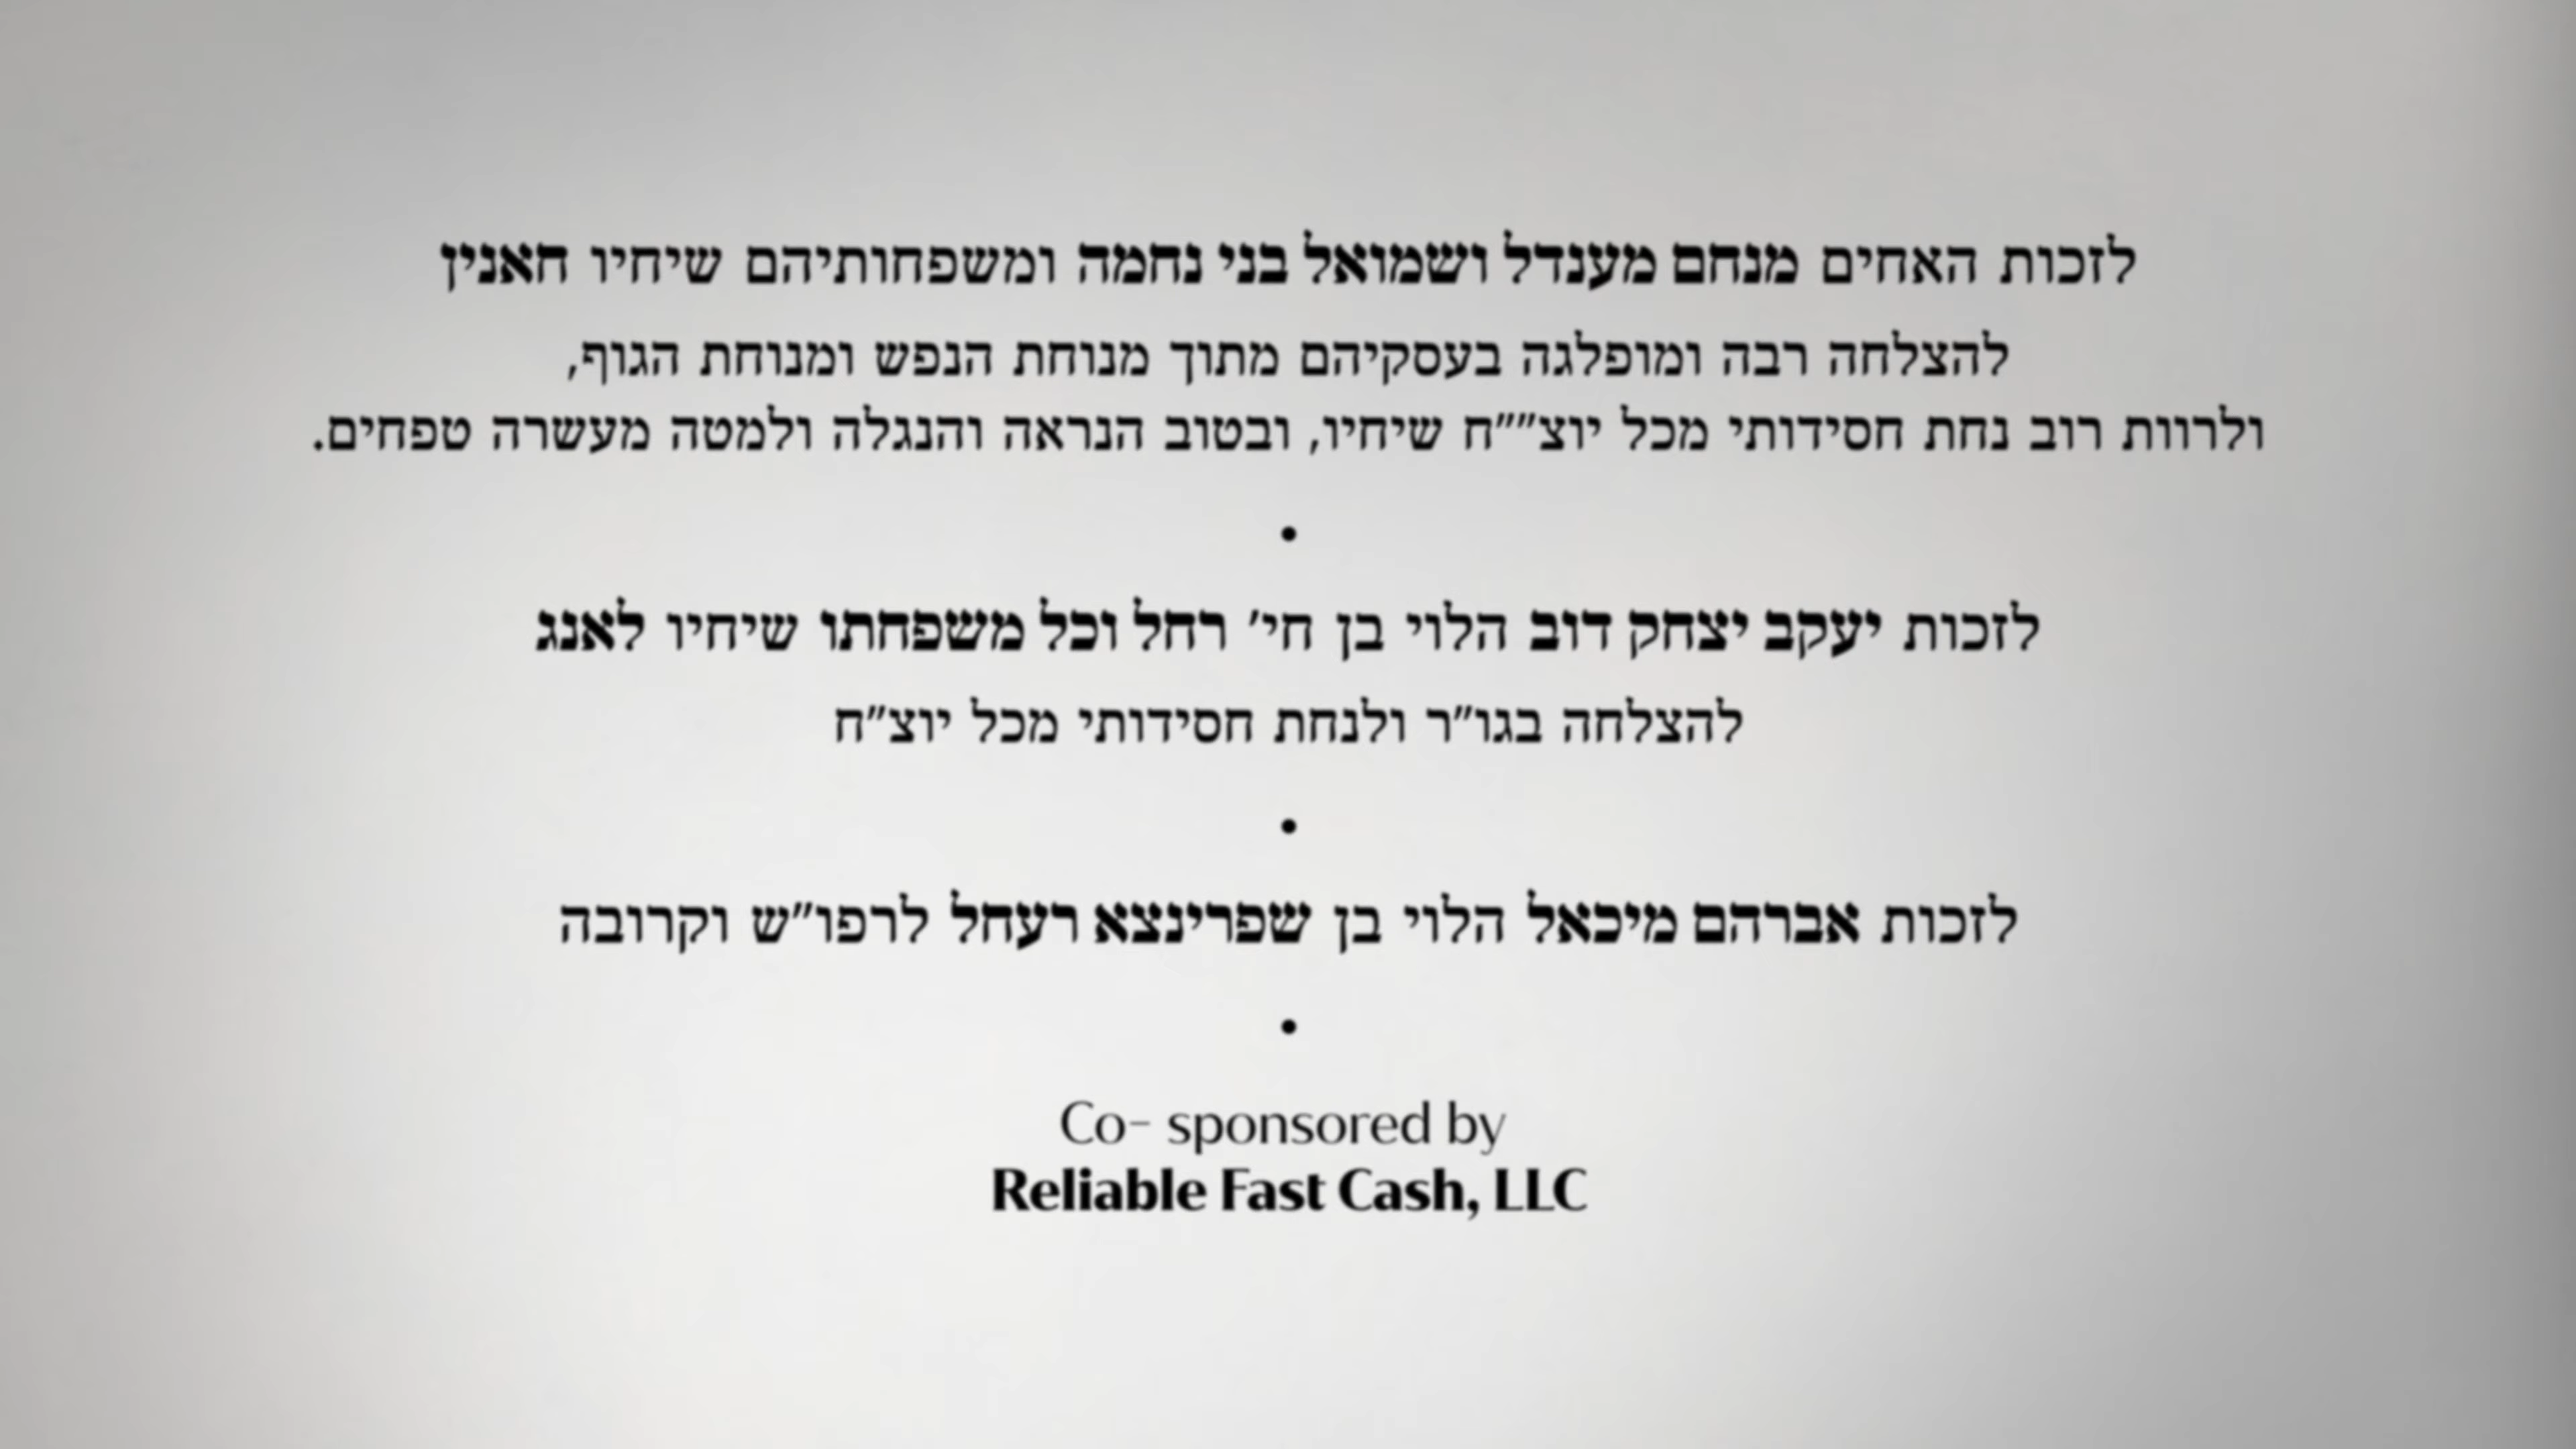 לזכות האחים מנחם מענדל ושמואל בני נחמה ומשפחותיהם שיחיו חאנין
להצלחה רבה ומופלגה בעסקיהם מתוך מנוחת הנפש ומנוחת הגוף,
ולרוות רוב נחת חסידותי מכל יוצ""ח שיחיו, ובטוב הנראה והנגלה ולמטה מעשרה טפחים.
•
לזכות יעקב יצחק דוב הלוי בן חי' רחל וכל משפחתו שיחיו לאנג
להצלחה בגו"ר ולנחת חסידותי מכל יוצ"ח
•
לזכות אברהם מיכאל הלוי בן שפרינצא רעחל לרפו"ש וקרובה
•
Co- sponsored by
Reliable Fast Cash, LLC